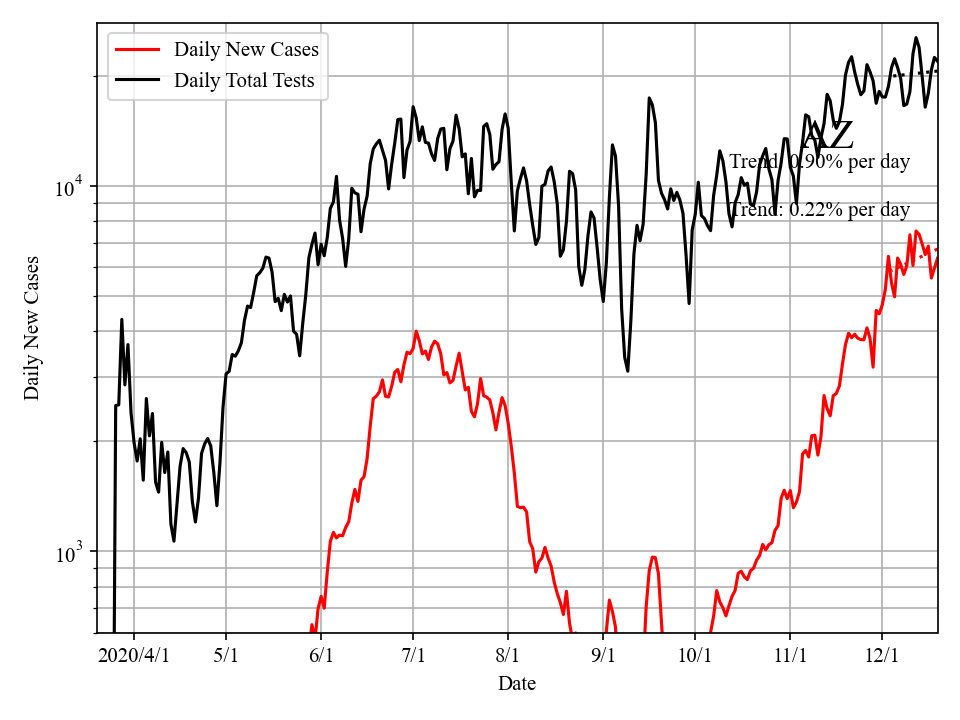 Daily New Cases
Daily Total Tests
AZ
Trend: 0.90% per day
Trend: 0.22% per day
Daily New Cases
10^4
10^3
2020/4/1 5/1 6/1 7/1 8/1 9/1 10/1 11/1 12/1
Date